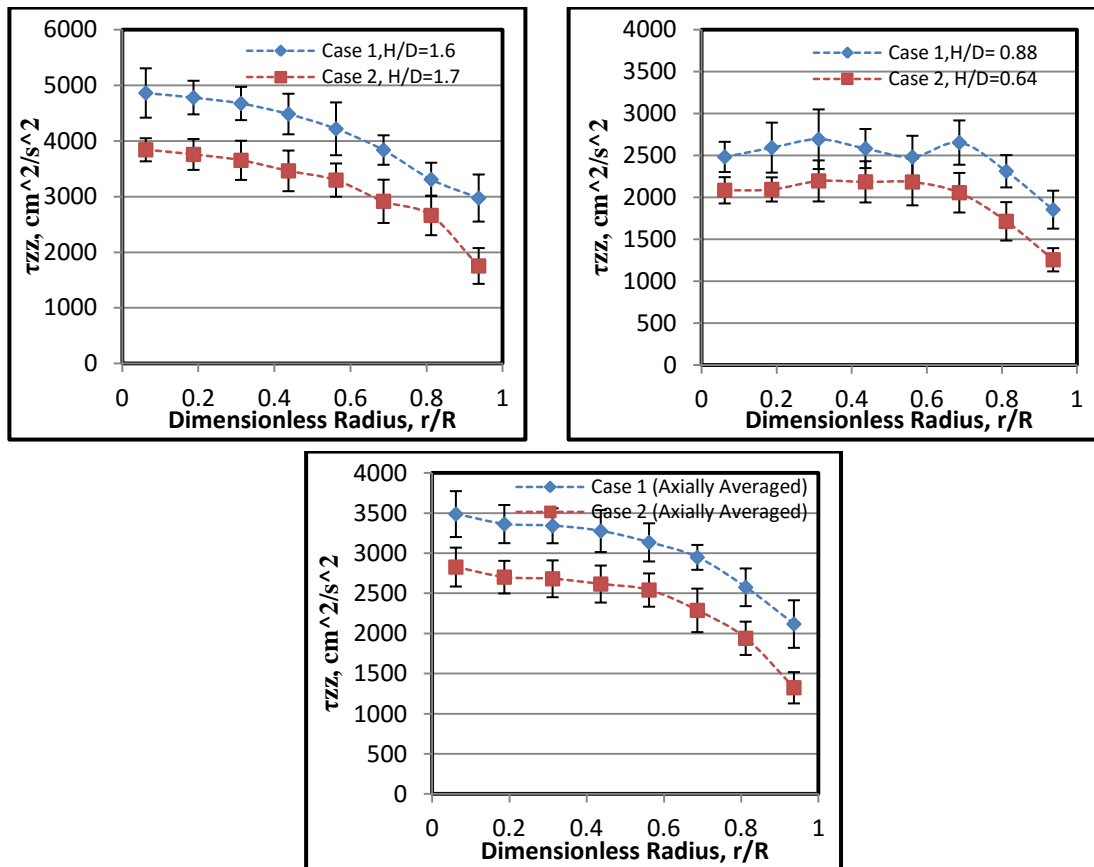 6000
5000
4000
3000
2000
1000
0
τzz, cm^2/s^2
Case 1,H/D=1.6
Case 2, H/D=1.7
0 0.2 0.4 0.6 0.8 1
Dimensionless Radius, r/R
4000
3500
3000
2500
2000
1500
1000
500
0
τzz, cm^2/s^2
Case 1,H/D= 0.88
Case 2, H/D=0.64
0 0.2 0.4 0.6 0.8 1
Dimensionless Radius, r/R
4000
3500
3000
2500
2000
1500
1000
500
0
τzz, cm^2/s^2
Case 1 (Axially Averaged)
Case 2 (Axially Averaged)
0 0.2 0.4 0.6 0.8 1
Dimensionless Radius, r/R